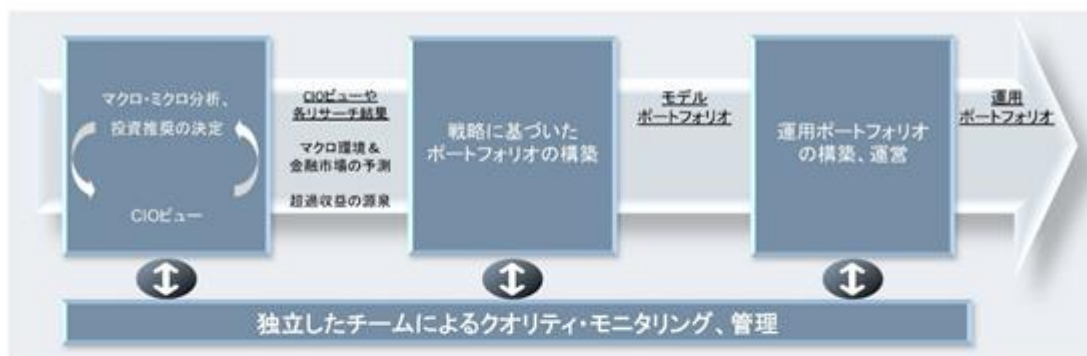 マクロ・ミクロ分析、
投資推奨の決定
CIOビュー
CIOビューや
各リサーチ結果
マクロ環境＆
金融市場の予測
超過収益の源泉
戦略に基づいた
ポートフォリオの構築
モデル
ポートフォリオ
運用ポートフォリオ
の構築、運営
運用
ポートフォリオ
独立したチームによるクオリティ・モニタリング、管理